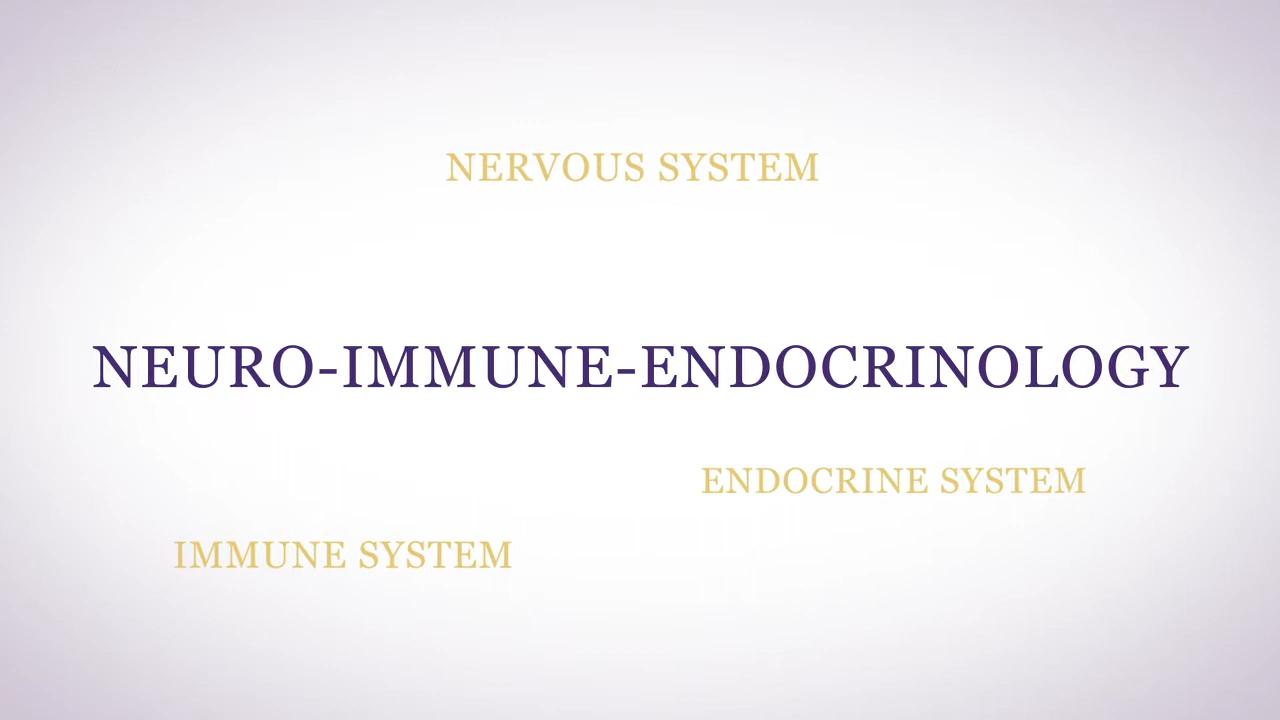 NERVOUS SYSTEM
NEURO-IMMUNE-ENDOCRINOLOGY
ENDOCRINE SYSTEM
IMMUNE SYSTEM